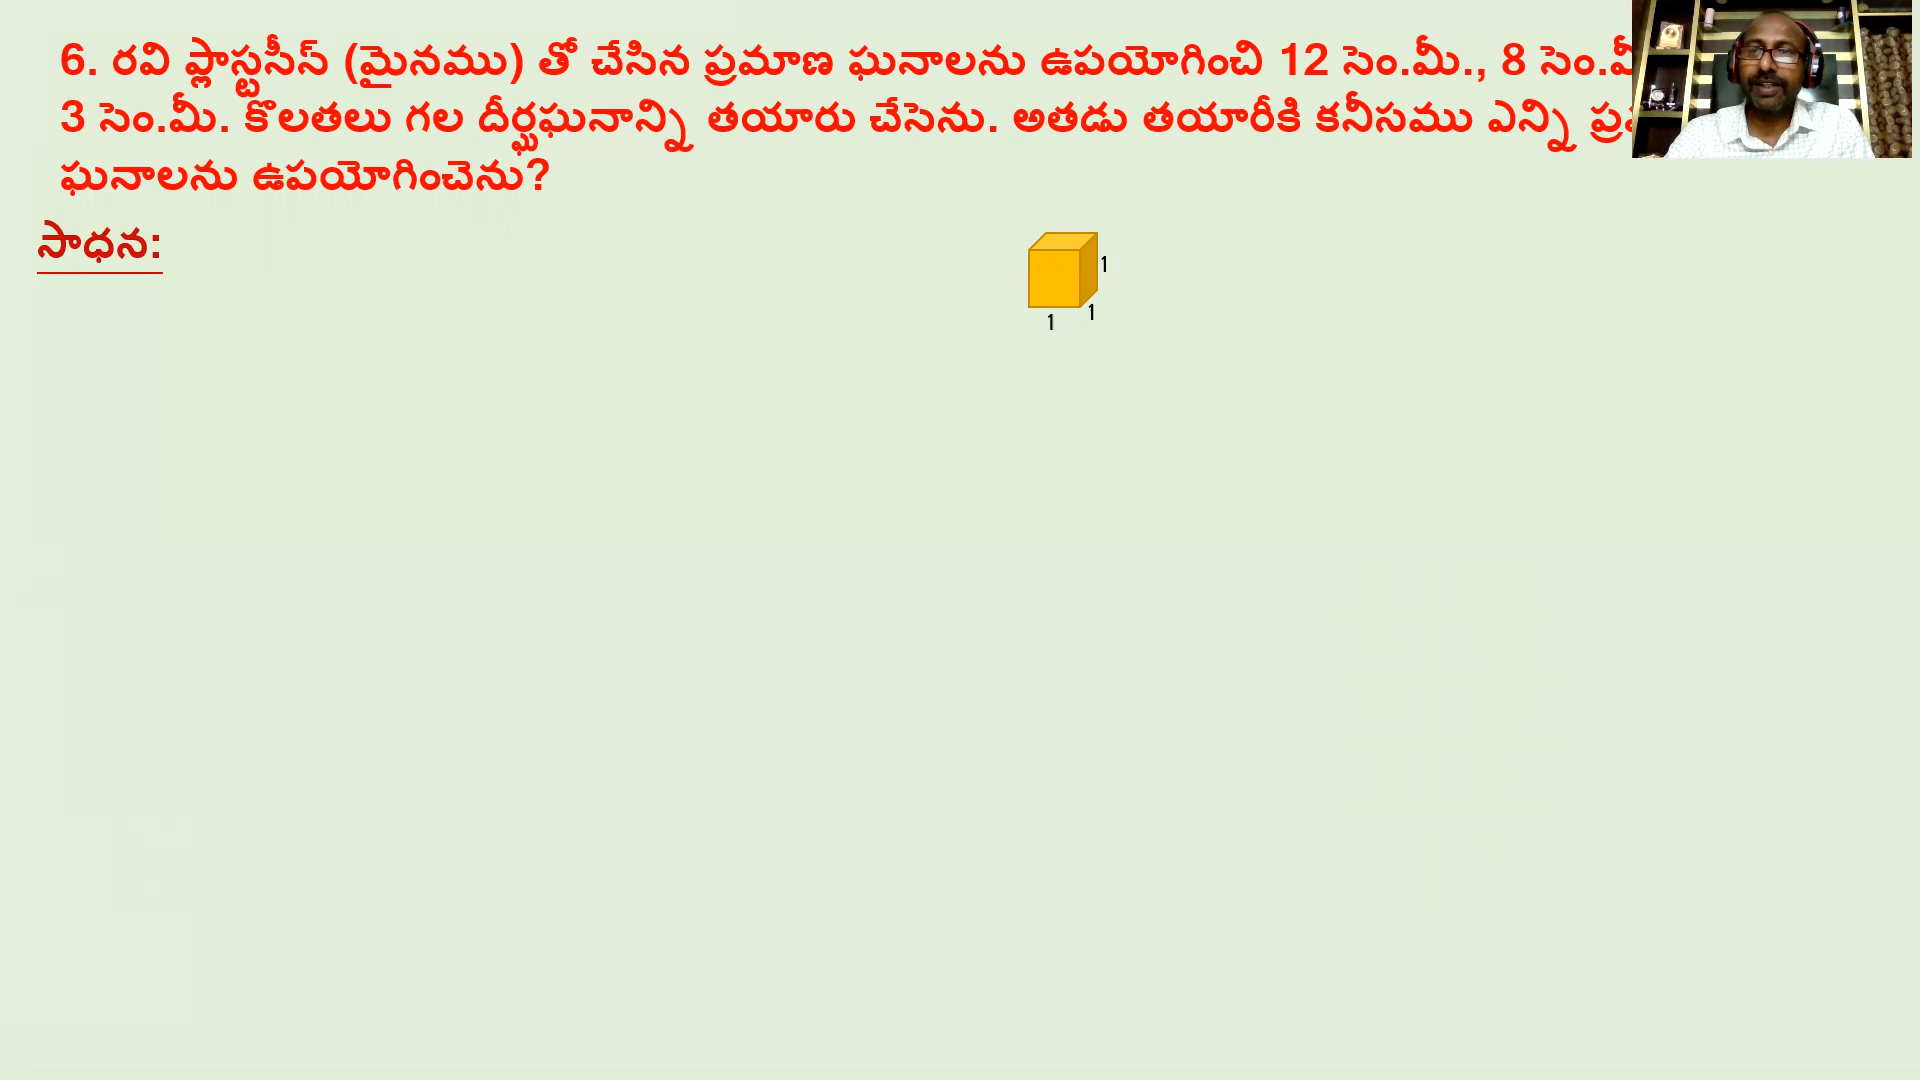 6. రవి ప్లాస్టసీస్ (మైనము) తో చేసిన ప్రమాణ ఘనాలను ఉపయోగించి 12 సెం.మీ., 8
3 సెం.మీ. కొలతలు గల దీర్ఘఘనాన్ని తయారు చేసెను. అతడు తయారీకి కనీసము ఎన్ని
ఘనాలను ఉపయోగించెను?
సాధన:
1
1
1